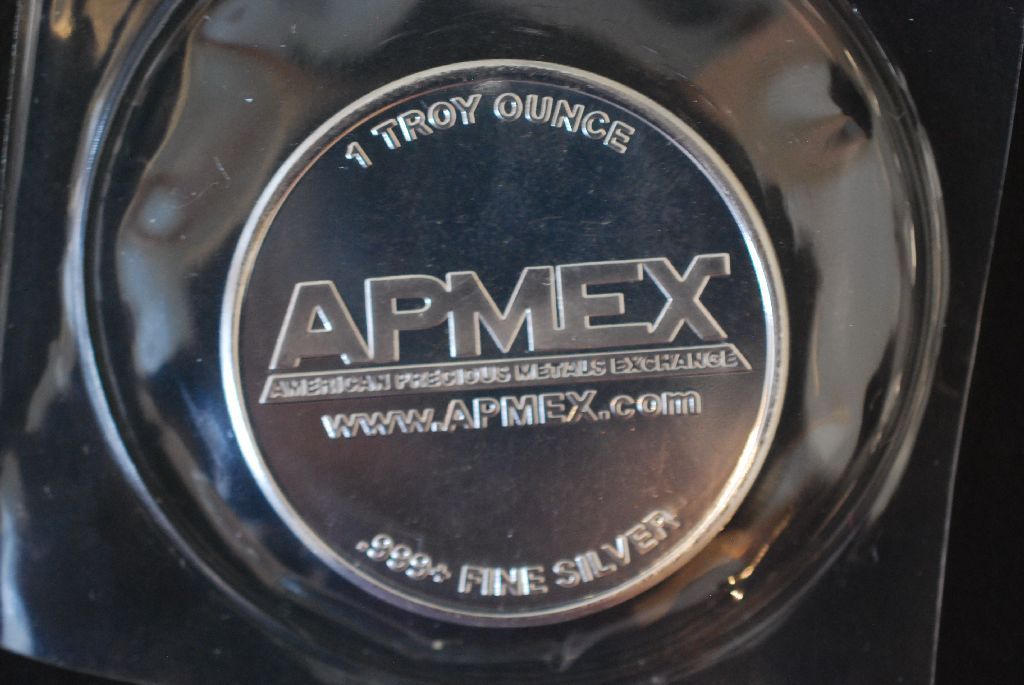 1 TROY OUNCE
APMEX
AMERICAN PRECIOUS METALS EXCHANGE
www.APMEX.com
.999+ FINE SILVER